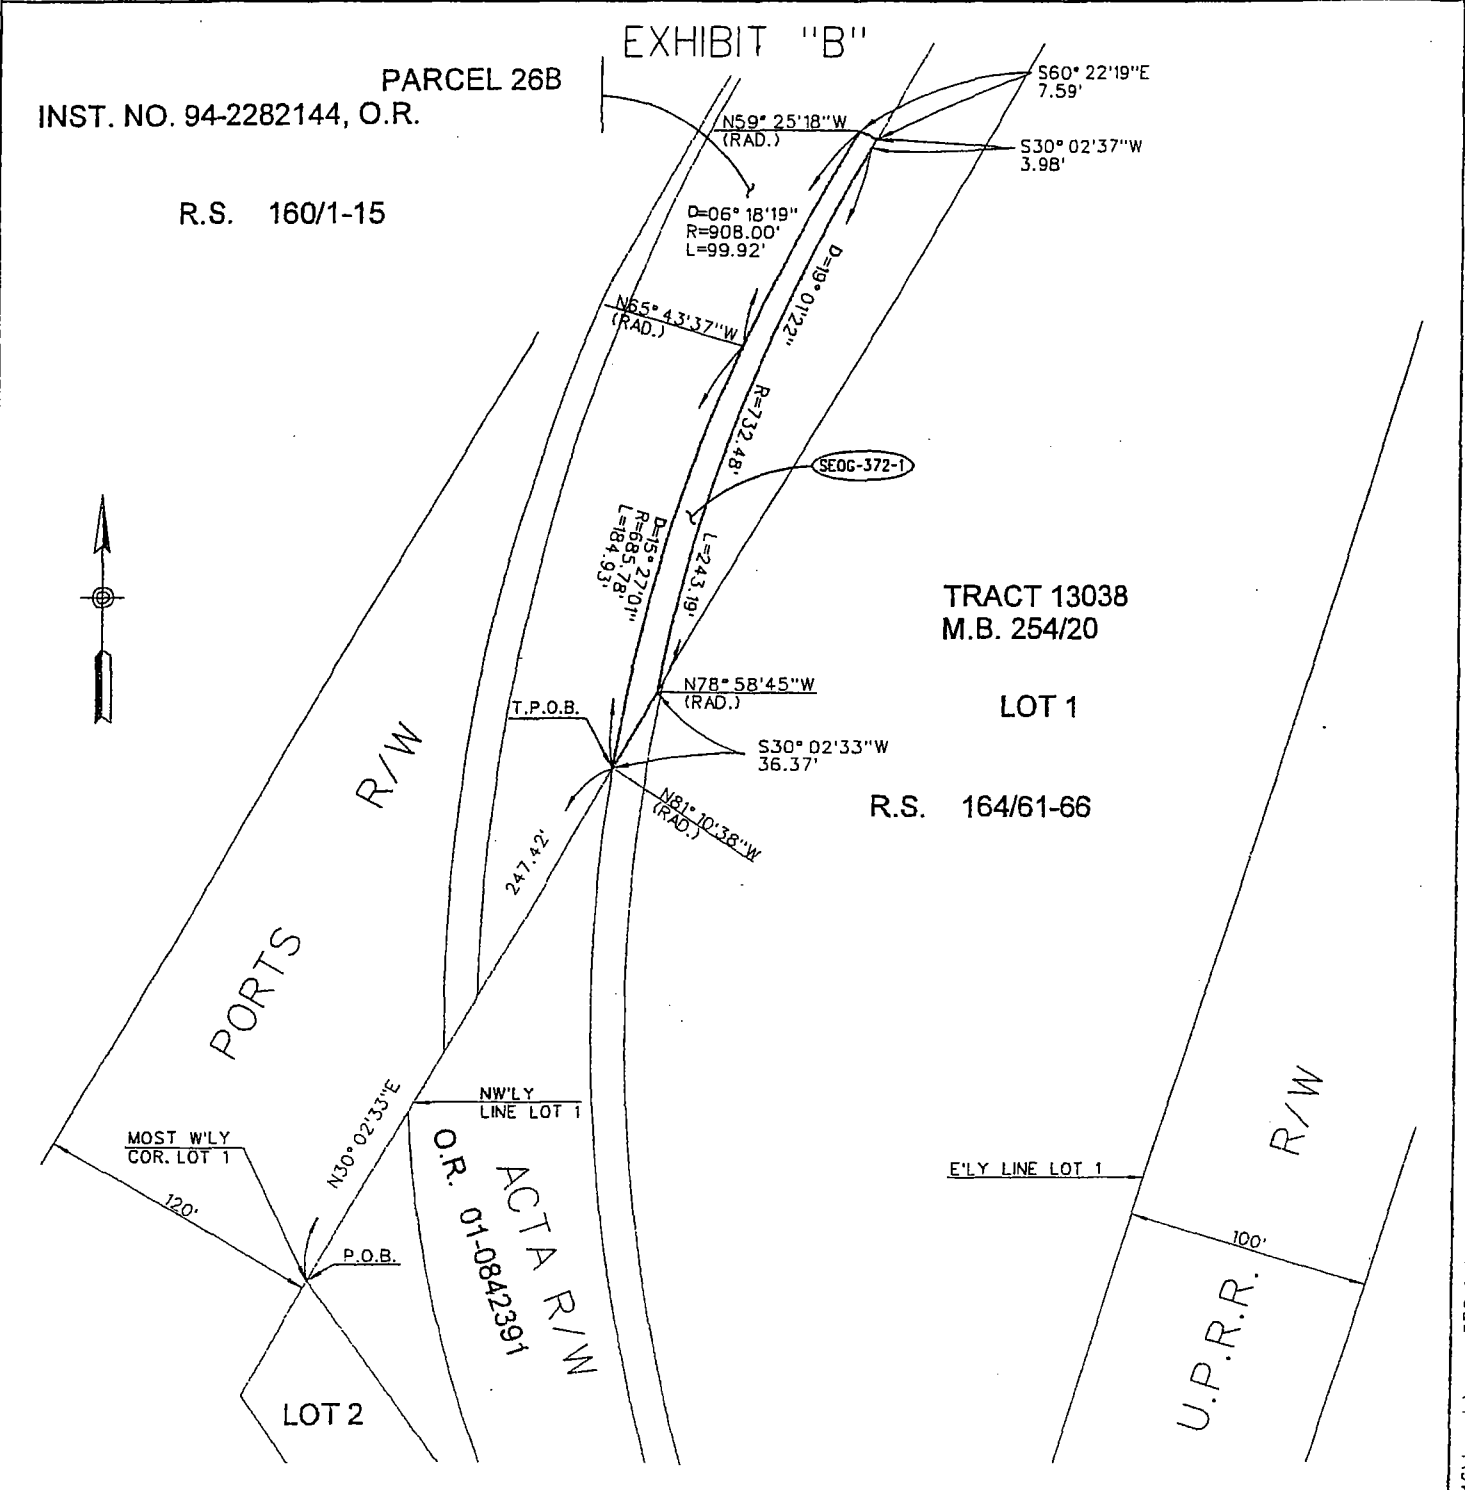 EXHIBIT "B"
PARCEL 26B
INST. NO. 94-2282144, O.R.
R.S. 160/1-15
S60° 22'19"E
7.59'
N59° 25'18"W
(RAD.)
S30° 02'37"W
3.98'
D=06° 18'19"
R=908.00'
L=99.92'
D=19° 01'22"
R=732.48'
L=243.19'
N65° 43'37"W
(RAD.)
SEOG-372-1
D=15° 27'01"
R=685.78'
L=184.93'
TRACT 13038
M.B. 254/20
LOT 1
R.S. 164/61-66
N78° 58'45"W
(RAD.)
T.P.O.B.
S30° 02'33"W
36.37'
N81° 10'38"W
(RAD.)
247.42'
PORTS R/W
N30° 02'33"E
NW'LY
LINE LOT 1
MOST W'LY
COR. LOT 1
120'
P.O.B.
ACTA R/W
O.R. 01-0842391
LOT 2
E'LY LINE LOT 1
100'
U.P.R.R. R/W